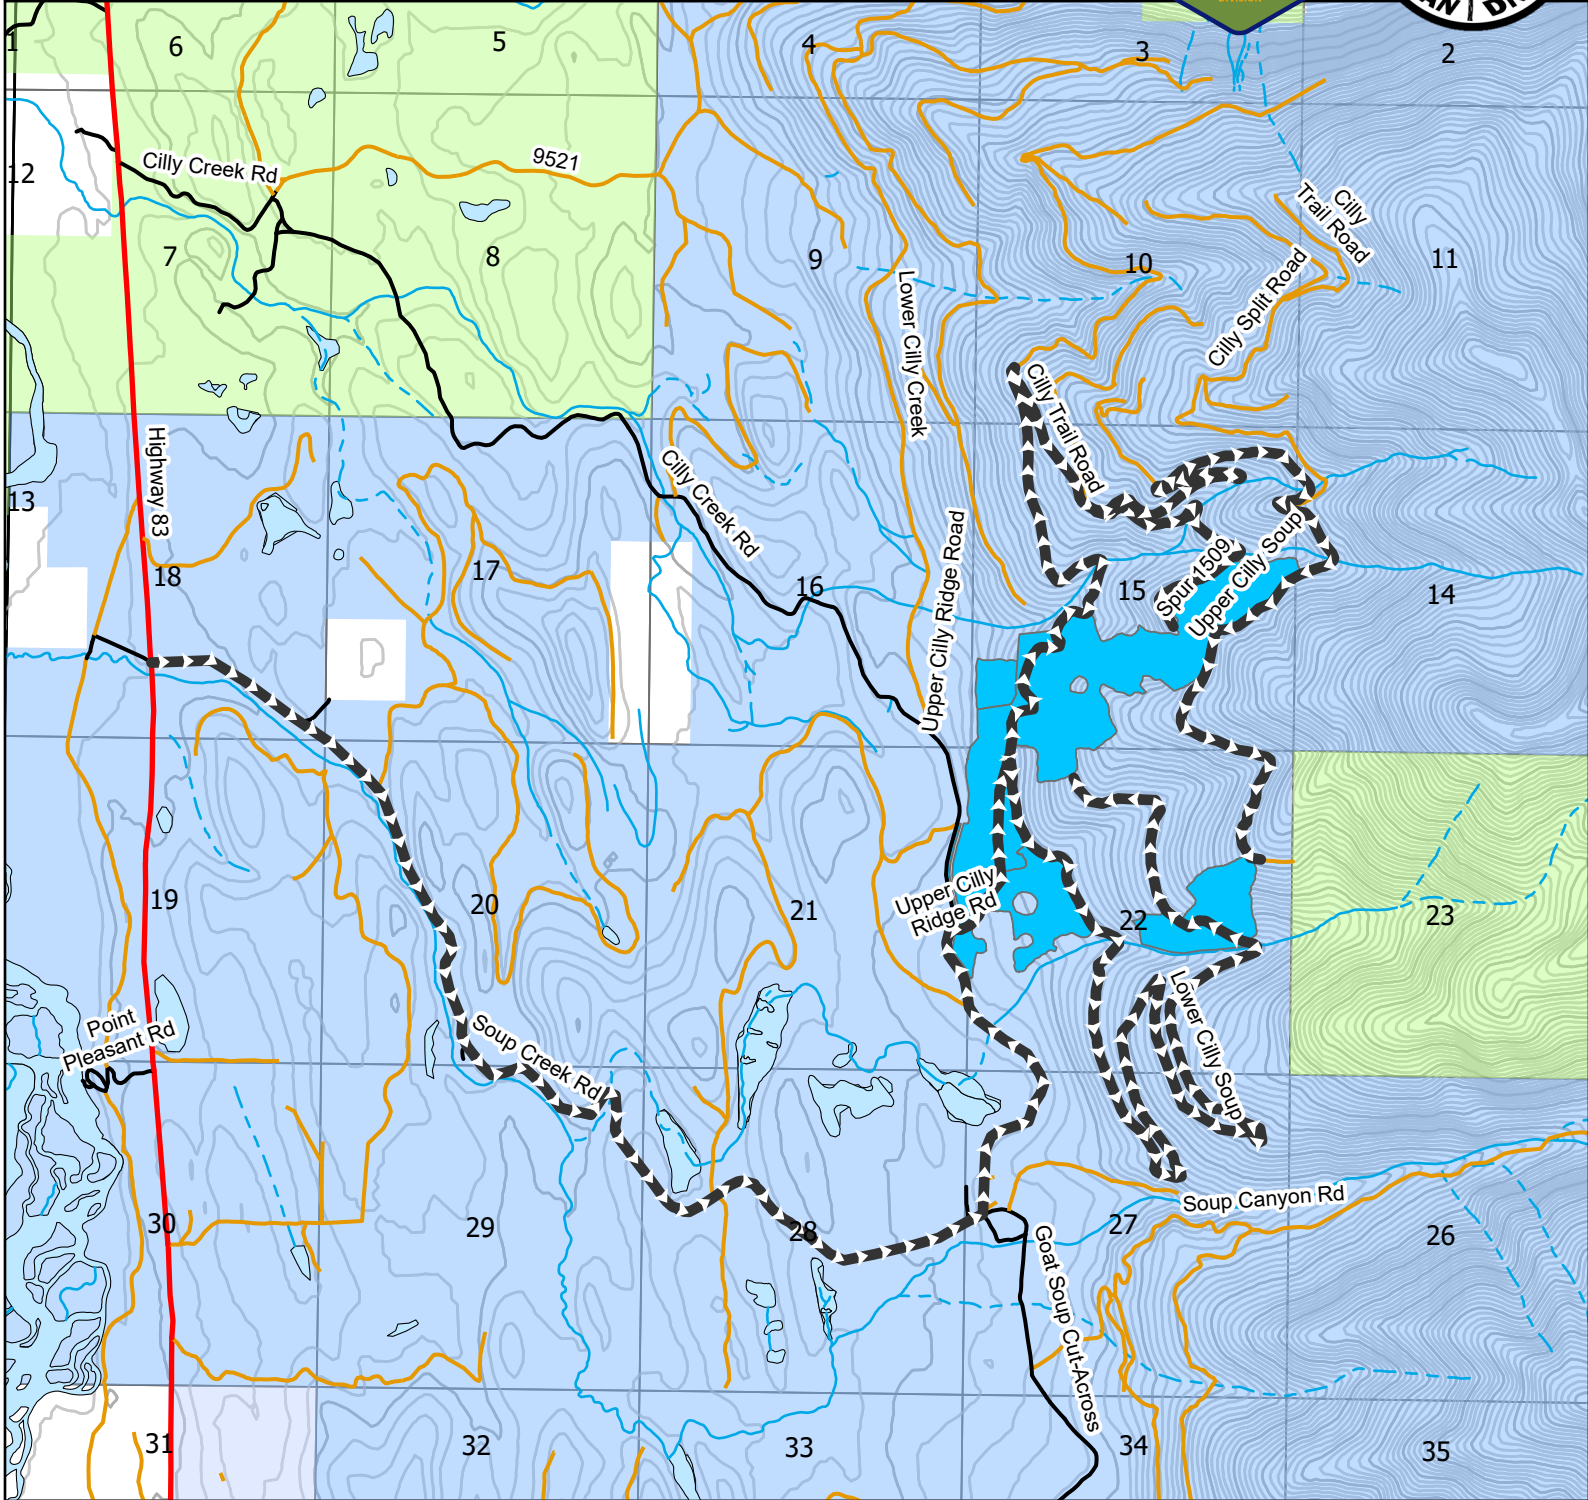 DIVISION
AN DI
1
6
5
4
3
2
12
Cilly Creek Rd
9521
7
8
9
10
11
Cilly
Trail Road
Cilly Split Road
Lower Cilly Creek
Cilly Trail Road
Highway 83
13
Cilly Creek Rd
18
17
16
15
14
Upper Cilly Ridge Road
Spur 1509
Upper Cilly Soup
19
20
21
Upper Cilly
Ridge Rd
22
23
Point
Pleasant Rd
Soup Creek Rd
Lower Cilly Soup
30
29
28
27
26
Soup Canyon Rd
Goat Soup Cut-Across
31
32
33
34
35